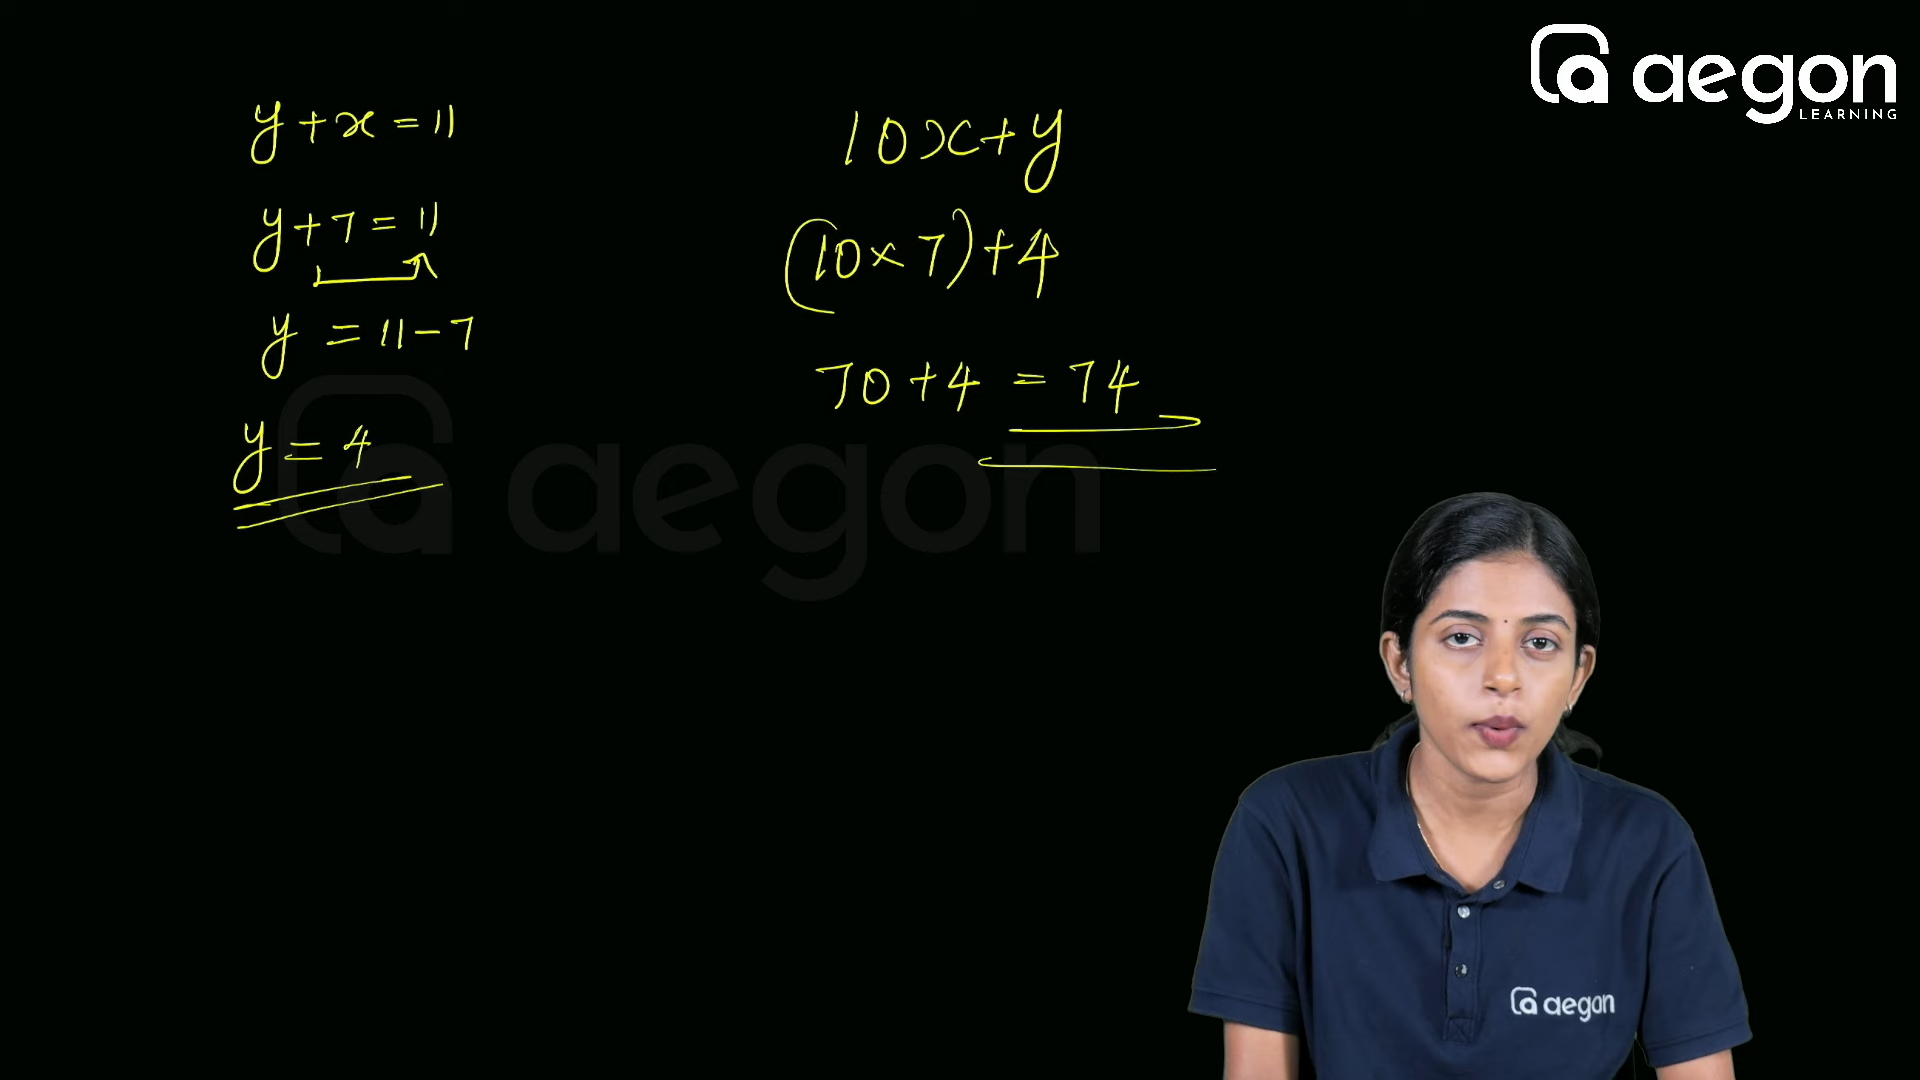 y + x = 11
y + 7 = 11
y = 11 - 7
y = 4
10x + y
(10 × 7) + 4
70 + 4 = 74
aegon
LEARNING
aegon
aegon